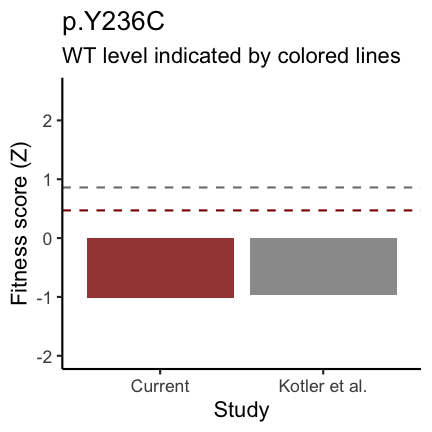 p.Y236C
WT level indicated by colored lines
Fitness score (Z)
2
1
0
-1
-2
Current
Kotler et al.
Study